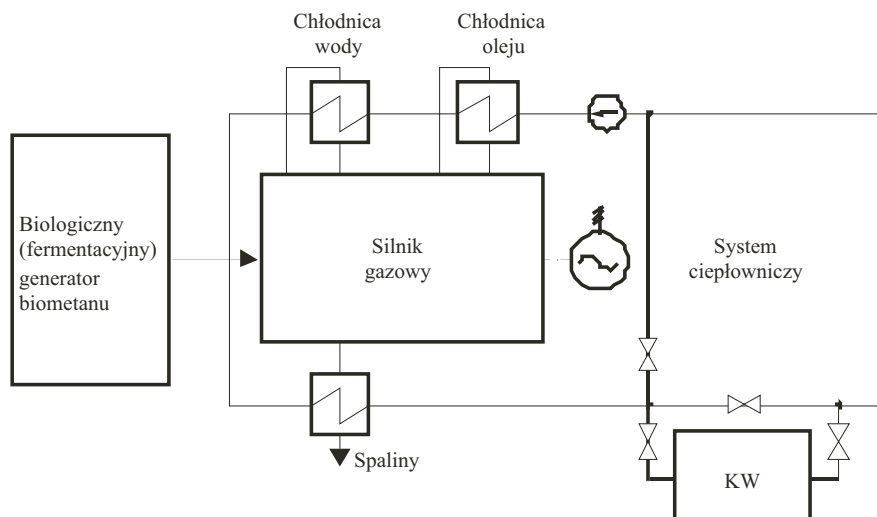 Chłodnica
wody
Chłodnica
oleju
Biologiczny
(fermentacyjny)
generator
biometanu
Silnik
gazowy
System
ciepłowniczy
Spaliny
KW